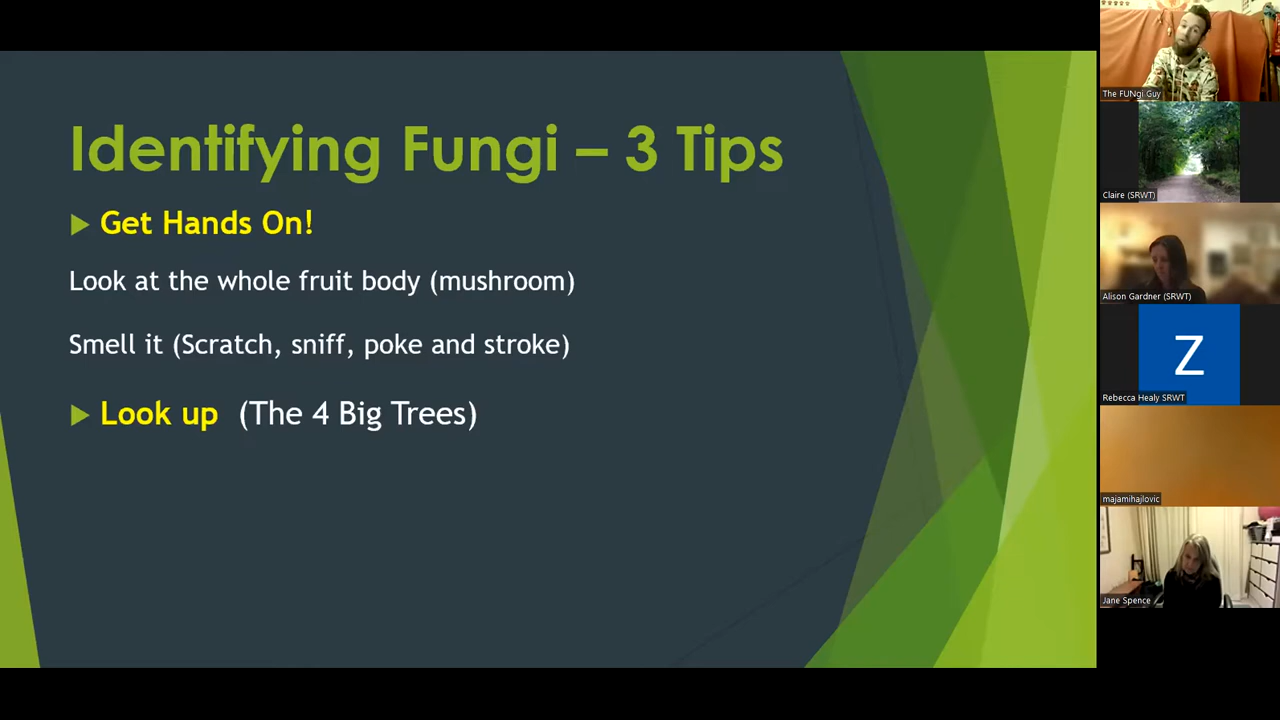 Identifying Fungi – 3 Tips
Get Hands On!
Look at the whole fruit body (mushroom)
Smell it (Scratch, sniff, poke and stroke)
Look up (The 4 Big Trees)
The FUNgi Guy
Claire (SRWT)
Alison Gardner (SRWT)
Z
Rebecca Healy SRWT
majamihajlovic
Jane Spence